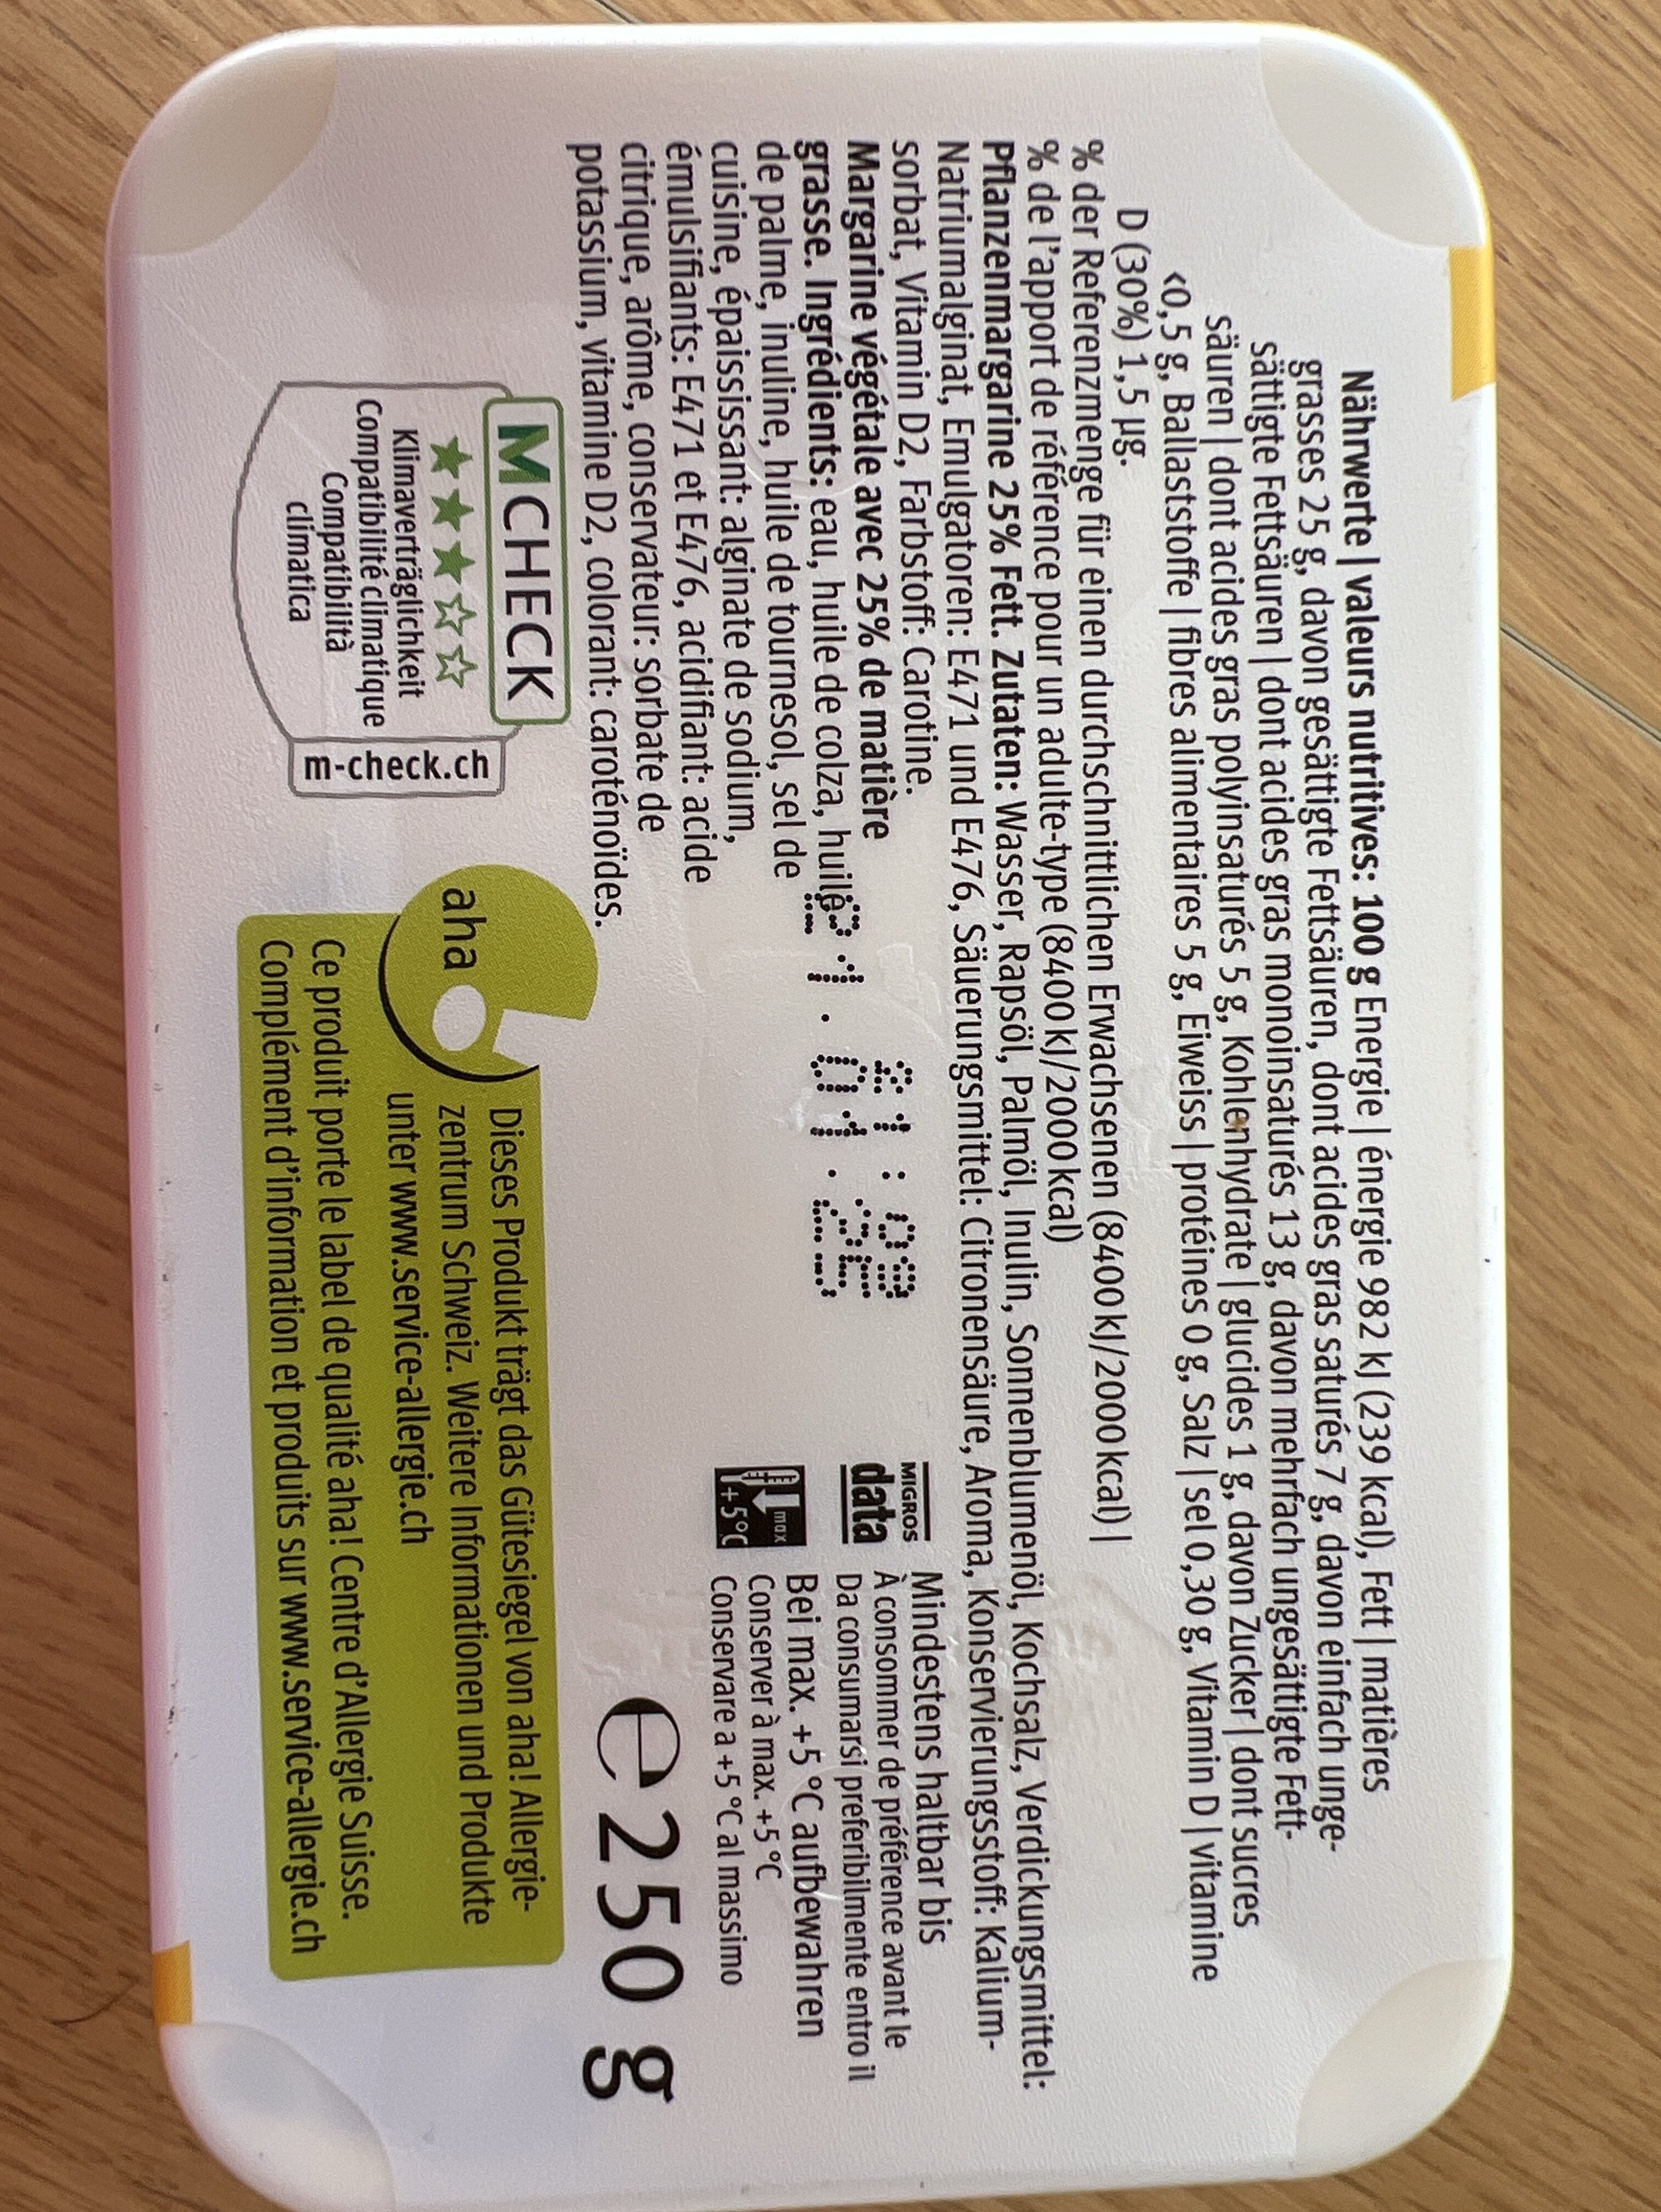 Nährwerte | valeurs nutritives: 100 g Energie | énergie 982 kJ (239 kcal), Fett | matières
grasses 25 g, davon gesättigte Fettsäuren, dont acides gras saturés 7 g, davon einfach unge-
sättigte Fettsäuren | dont acides gras monoinsaturés 13 g, davon mehrfach ungesättigte Fett-
säuren | dont acides gras polyinsaturés 5 g, Kohlenhydrate | glucides 1 g, davon Zucker | dont sucres
<0,5 g, Ballaststoffe | fibres alimentaires 5 g, Eiweiss | protéines 0 g, Salz | sel 0,30 g, Vitamin D | vitamine
D (30%) 1,5 µg.
% der Referenzmenge für einen durchschnittlichen Erwachsenen (8400 kJ/2000 kcal) |
% de l'apport de référence pour un adulte-type (8400 kJ/2000 kcal)
Pflanzenmargarine 25% Fett. Zutaten: Wasser, Rapsöl, Palmöl, Inulin, Sonnenblumenöl, Kochsalz, Verdickungsmittel:
Natriumalginat, Emulgatoren: E471 und E476, Säuerungsmittel: Citronensäure, Aroma, Konservierungsstoff: Kalium-
sorbat, Vitamin D2, Farbstoff: Carotine.
Margarine végétale avec 25% de matière
grasse. Ingrédients: eau, huile de colza, huile
de palme, inuline, huile de tournesol, sel de
cuisine, épaississant: alginate de sodium,
émulsifiants: E471 et E476, acidifiant: acide
citrique, arôme, conservateur: sorbate de
potassium, vitamine D2, colorant: caroténoïdes.
MIGROS
data
Mindestens haltbar bis
À consommer de préférence avant le
Da consumarsi preferibilmente entro il
max
+5°C
Bei max. +5 °C aufbewahren
Conserver à max. +5 °C
Conservare a +5 °C al massimo
e 250 g
MCHECK
Klimaverträglichkeit
Compatibilité climatique
Compatibilità
climatica
m-check.ch
aha
Dieses Produkt trägt das Gütesiegel von aha! Allergie-
zentrum Schweiz. Weitere Informationen und Produkte
unter www.service-allergie.ch
Ce produit porte le label de qualité aha! Centre d'Allergie Suisse.
Complément d'information et produits sur www.service-allergie.ch